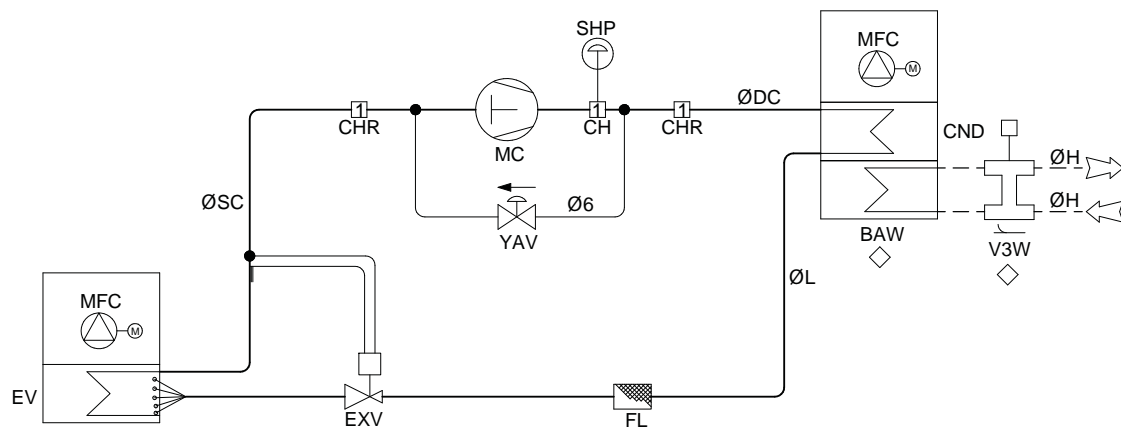 SHP
MFC
M
1
1
1
ØDC
CHR
CH
CHR
CND
MC
ØH
ØSC
Ø6
ØH
YAV
BAW
V3W
ØL
MFC
M
EV
EXV
FL